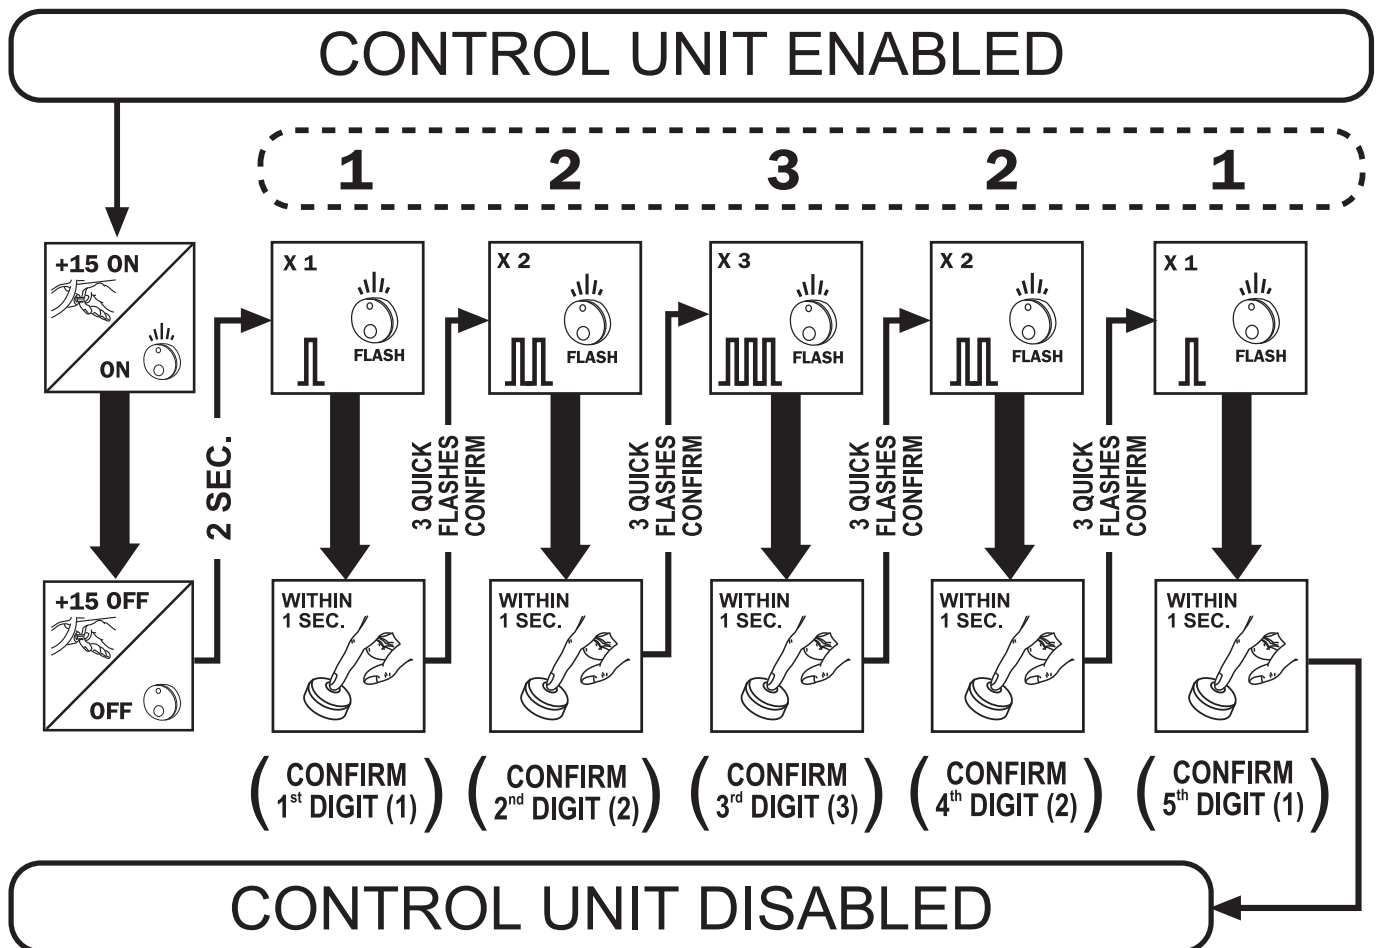 CONTROL UNIT ENABLED
1 2 3 2 1
+15 ON
ON
X 1
FLASH
X 2
FLASH
X 3
FLASH
X 2
FLASH
X 1
FLASH
2 SEC.
3 QUICK
FLASHES
CONFIRM
3 QUICK
FLASHES
CONFIRM
3 QUICK
FLASHES
CONFIRM
3 QUICK
FLASHES
CONFIRM
+15 OFF
OFF
WITHIN
1 SEC.
WITHIN
1 SEC.
WITHIN
1 SEC.
WITHIN
1 SEC.
WITHIN
1 SEC.
(CONFIRM
1st DIGIT (1))
(CONFIRM
2nd DIGIT (2))
(CONFIRM
3rd DIGIT (3))
(CONFIRM
4th DIGIT (2))
(CONFIRM
5th DIGIT (1))
CONTROL UNIT DISABLED